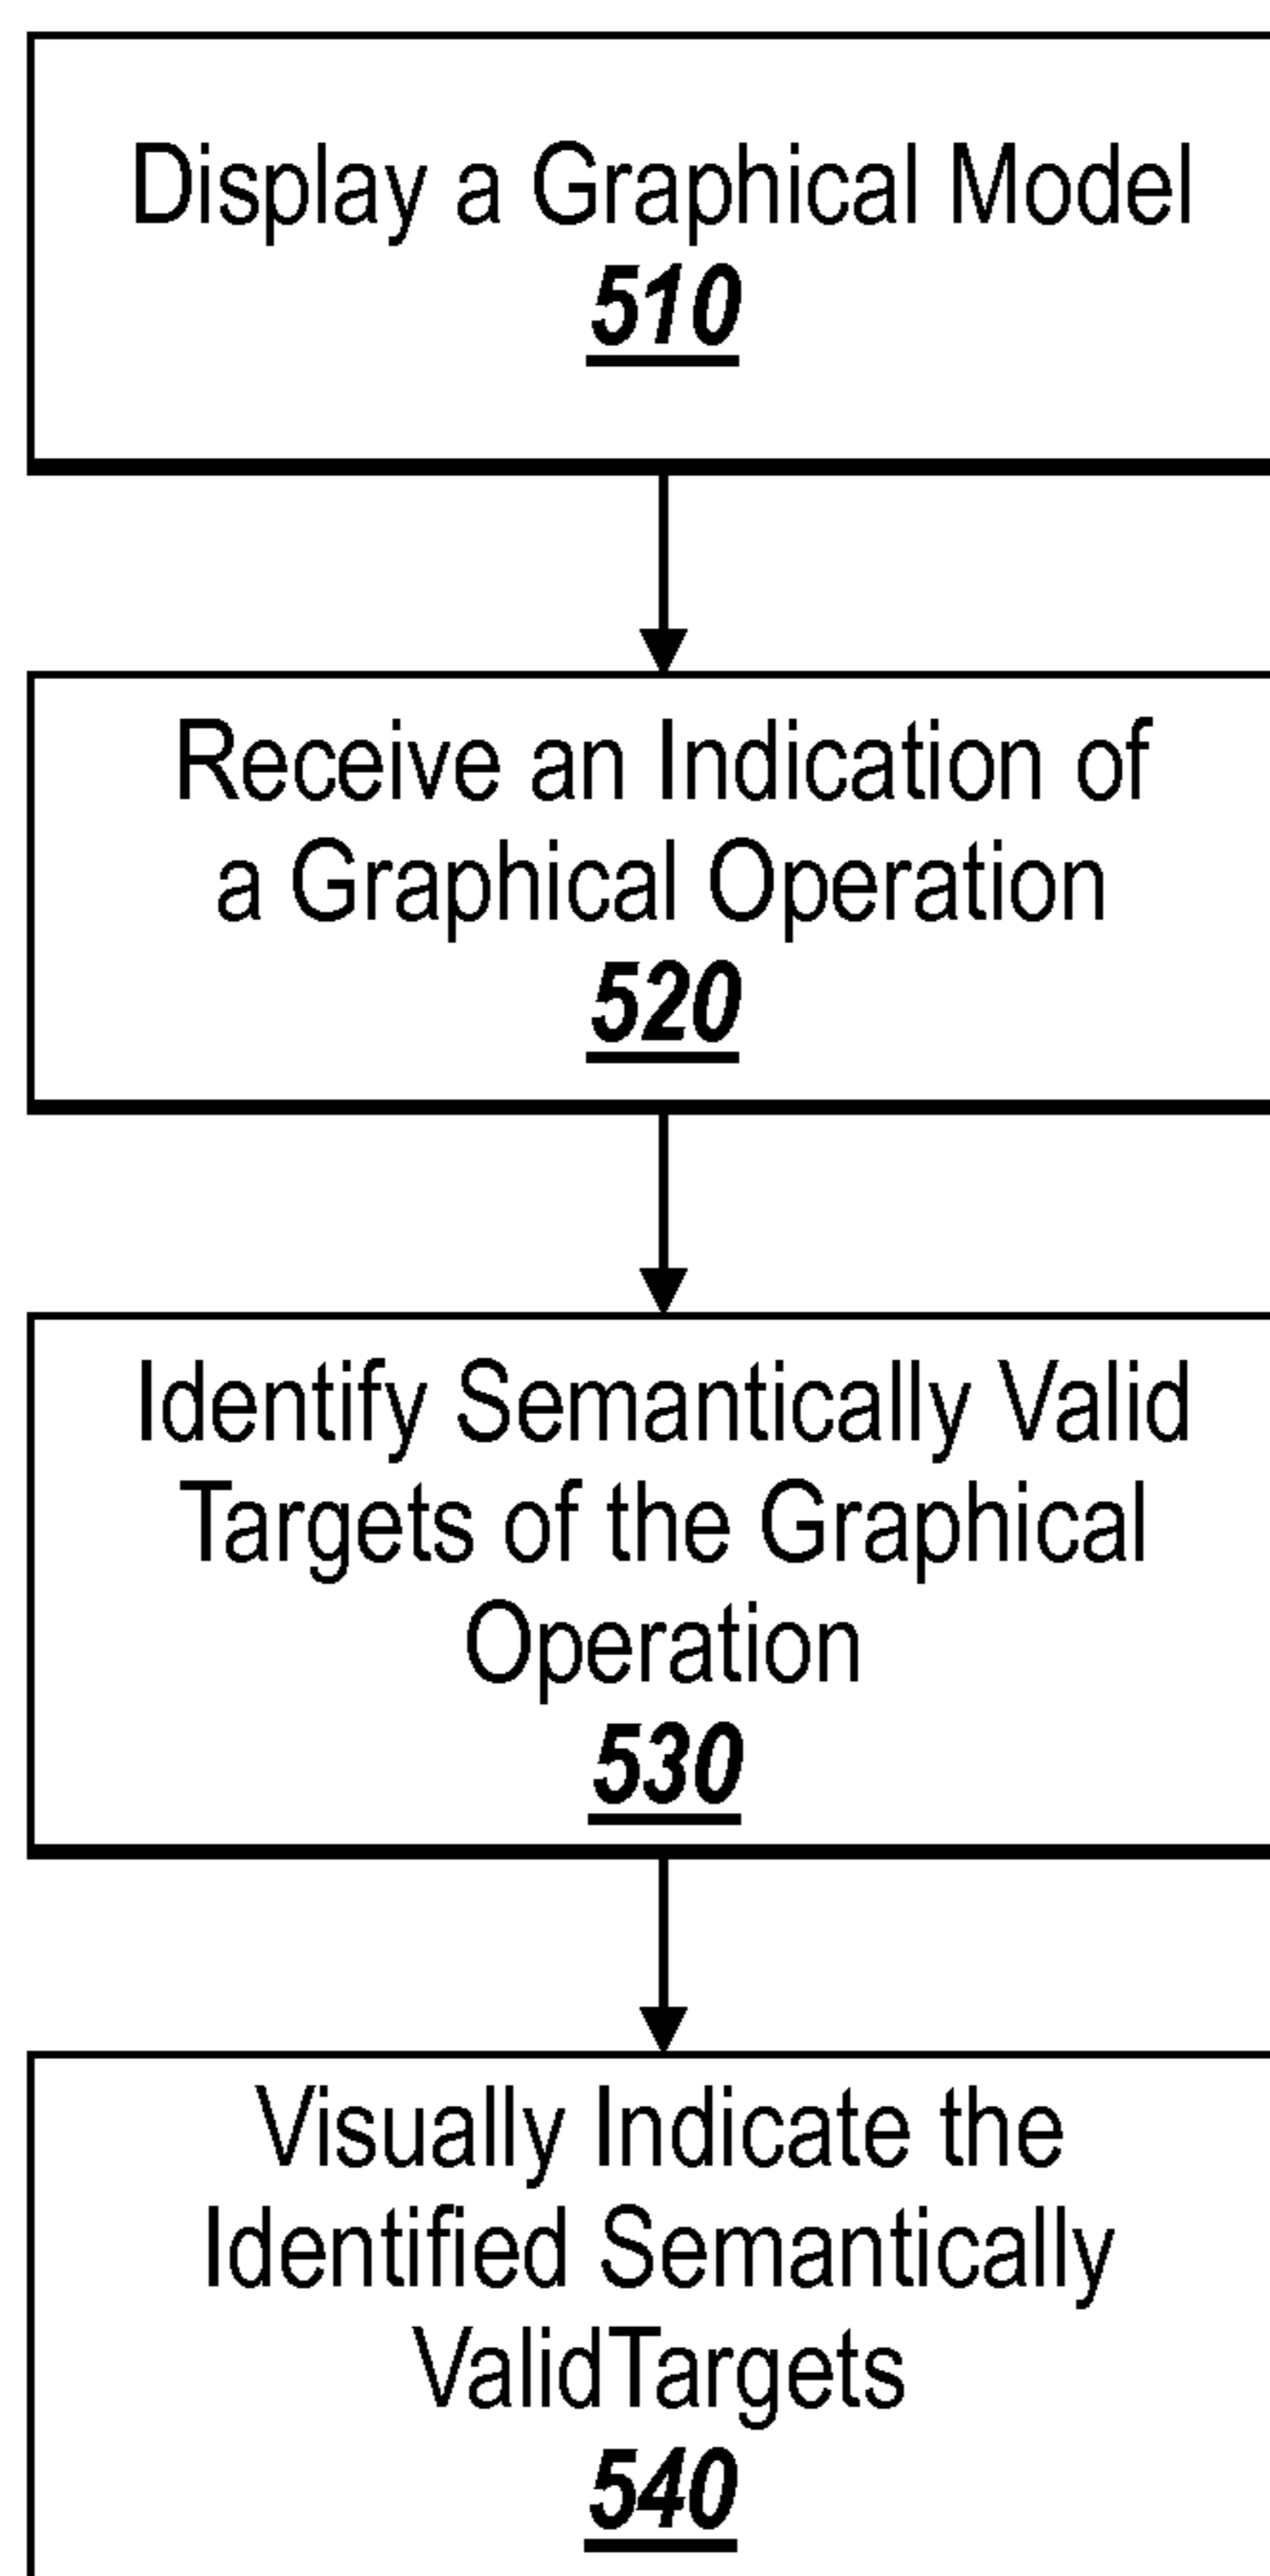 Display a Graphical Model
510
Receive an Indication of
a Graphical Operation
520
Identify Semantically Valid
Targets of the Graphical
Operation
530
Visually Indicate the
Identified Semantically
ValidTargets
540